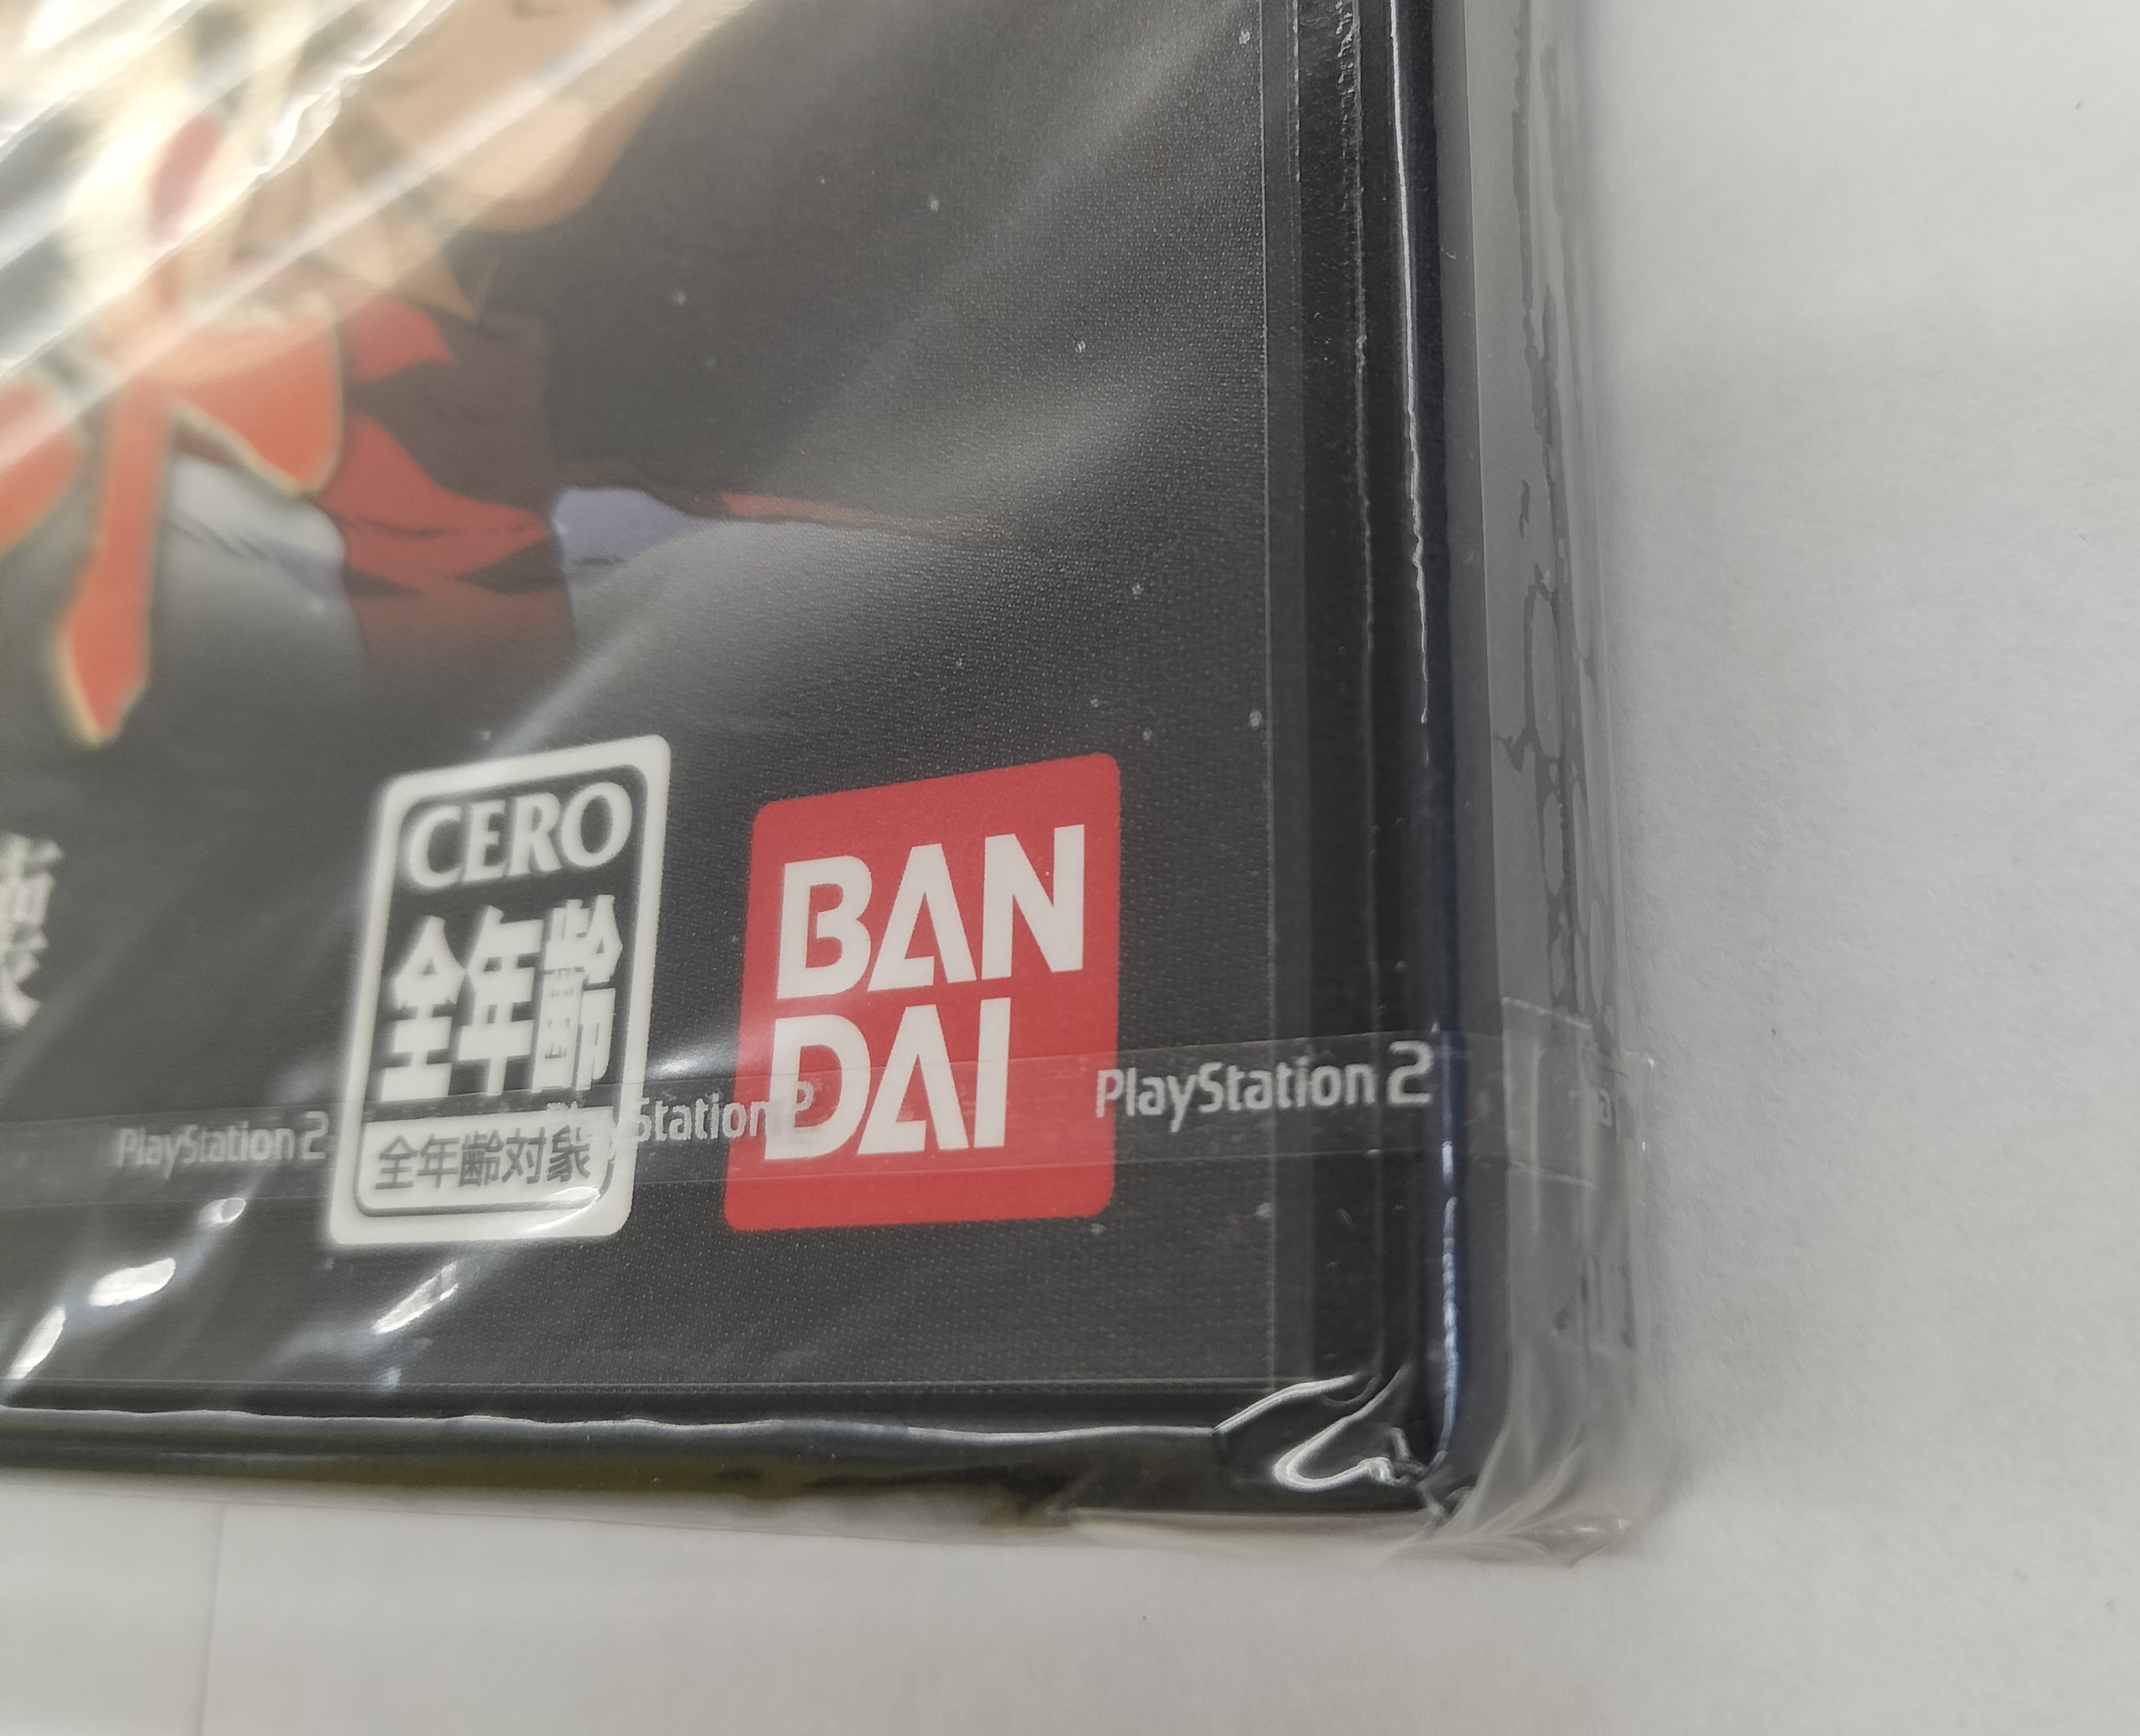 CERO
全年齢
全年齢対象
BAN
DAI
PlayStation 2
PlayStation 2
PlayStation 2